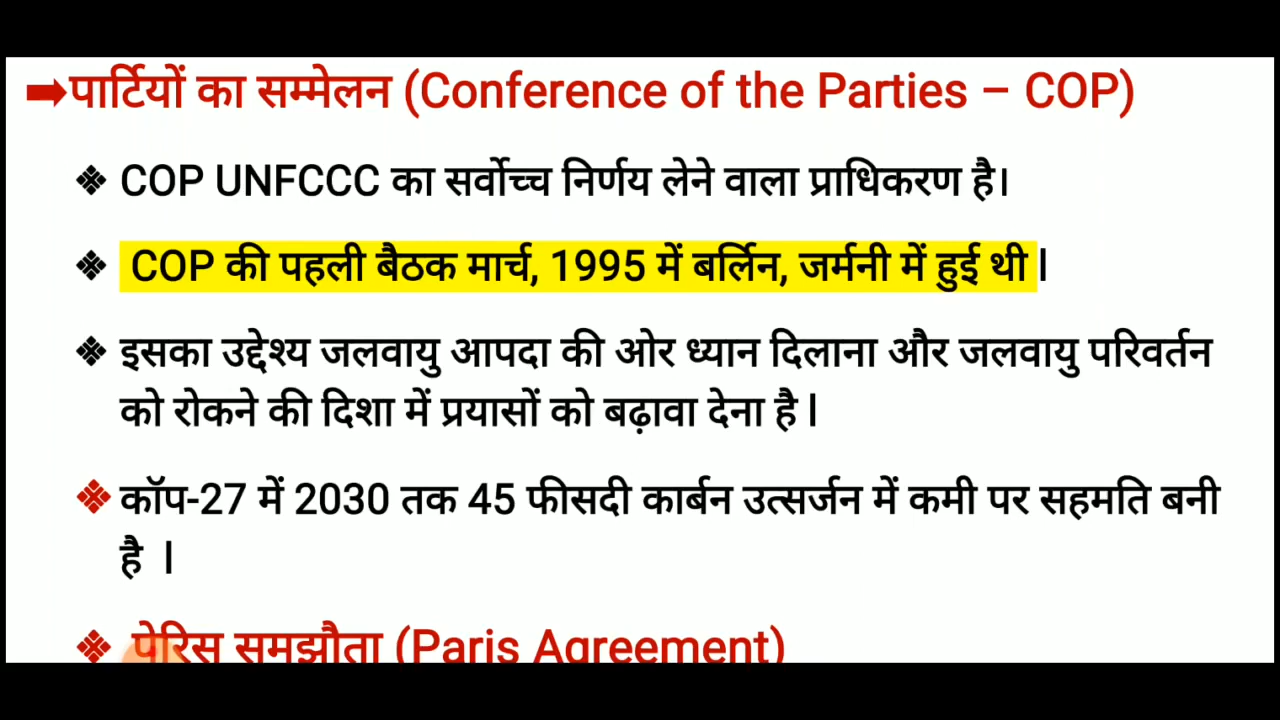 ➡पार्टियों का सम्मेलन (Conference of the Parties – COP)
❖ COP UNFCCC का सर्वोच्च निर्णय लेने वाला प्राधिकरण है।
❖ COP की पहली बैठक मार्च, 1995 में बर्लिन, जर्मनी में हुई थी l
❖ इसका उद्देश्य जलवायु आपदा की ओर ध्यान दिलाना और जलवायु परिवर्तन
को रोकने की दिशा में प्रयासों को बढ़ावा देना है l
❖ कॉप-27 में 2030 तक 45 फीसदी कार्बन उत्सर्जन में कमी पर सहमति बनी
है l
❖ पेरिस समझौता (Paris Agreement)